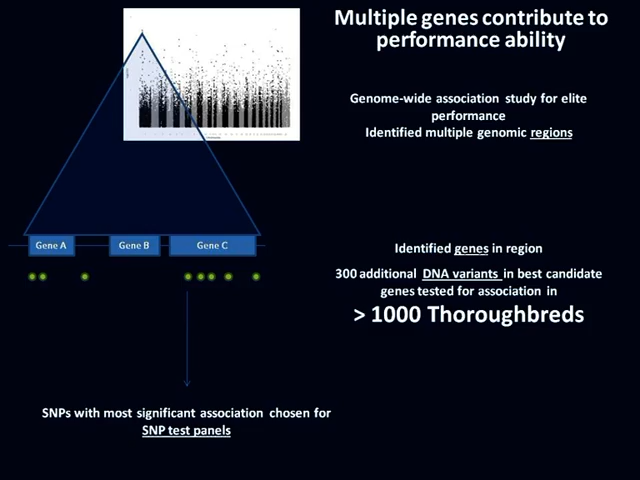 Multiple genes contribute to
performance ability
Genome-wide association study for elite
performance
Identified multiple genomic regions
Gene A
Gene B
Gene C
Identified genes in region
300 additional DNA variants in best candidate
genes tested for association in
> 1000 Thoroughbreds
SNPs with most significant association chosen for
SNP test panels